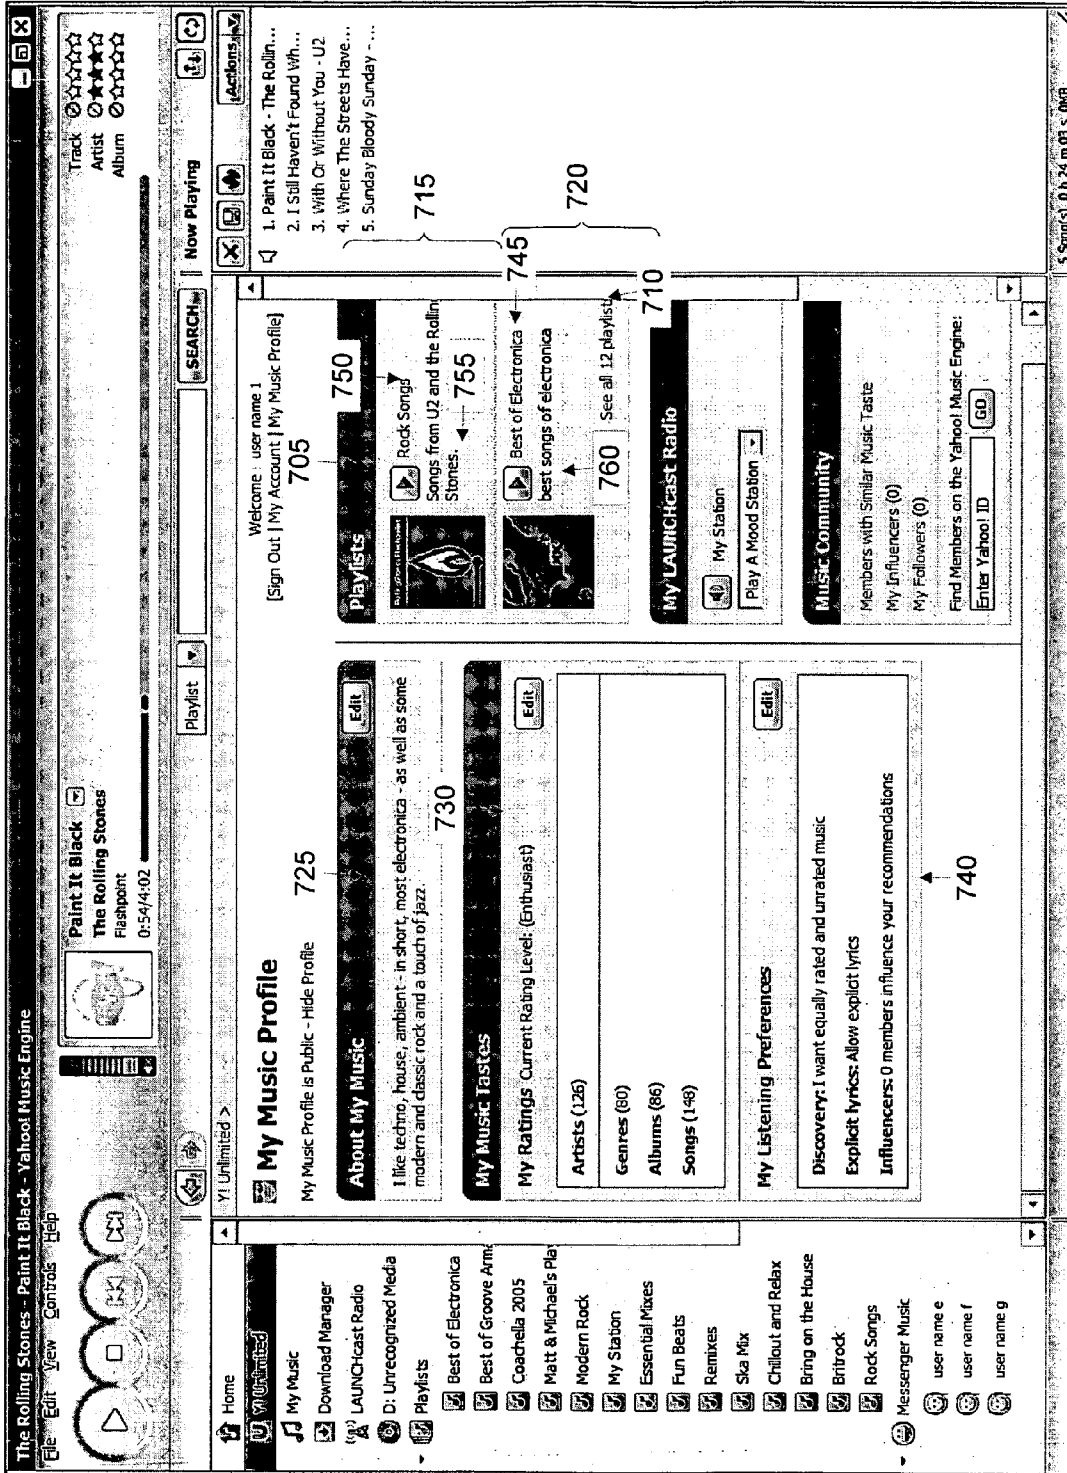 The Rolling Stones - Paint It Black - Yahoo! Music Engine
File Edit View Controls Help
Paint It Black
The Rolling Stones
Flashpoint
0:54/4:02
Track
Artist
Album
Playlist
SEARCH
Now Playing
Home
Y! Unlimited
My Music
Download Manager
LAUNCHcast Radio
D: Unrecognized Media
Playlists
Best of Electronica
Best of Groove Arma
Coachella 2005
Matt & Michael's Play
Modern Rock
My Station
Essential Mixes
Fun Beats
Remixes
Ska Mix
Chillout and Relax
Bring on the House
Britrock
Rock Songs
Messenger Music
user name e
user name f
user name g
Y! Unlimited >
My Music Profile
My Music Profile is Public - Hide Profile
Welcome : user name 1
[Sign Out | My Account | My Music Profile]
725
705
About My Music
Edit
I like techno, house, ambient - in short, most electronica - as well as some
modern and classic rock and a touch of jazz.
730
My Music Tastes
My Ratings Current Rating Level: (Enthusiast)
Edit
Artists (126)
Genres (80)
Albums (86)
Songs (148)
My Listening Preferences
Edit
Discovery: I want equally rated and unrated music
Explicit lyrics: Allow explicit lyrics
Influencers: 0 members influence your recommendations
740
Playlists
750
Rock Songs
Songs from U2 and the Rollin
Stones.
755
Best of Electronica
745
best songs of electronica
760
See all 12 playlist
710
My LAUNCHcast Radio
My Station
Play A Mood Station
Music Community
Members with Similar Music Taste
My Influencers (0)
My Followers (0)
Find Members on the Yahoo! Music Engine:
Enter Yahoo! ID
GO
Actions
1. Paint It Black - The Rollin...
2. I Still Haven't Found Wh...
3. With Or Without You - U2
4. Where The Streets Have...
5. Sunday Bloody Sunday - ...
715
720
5 Song(s), 0 h 24 m 03 s, 0KB